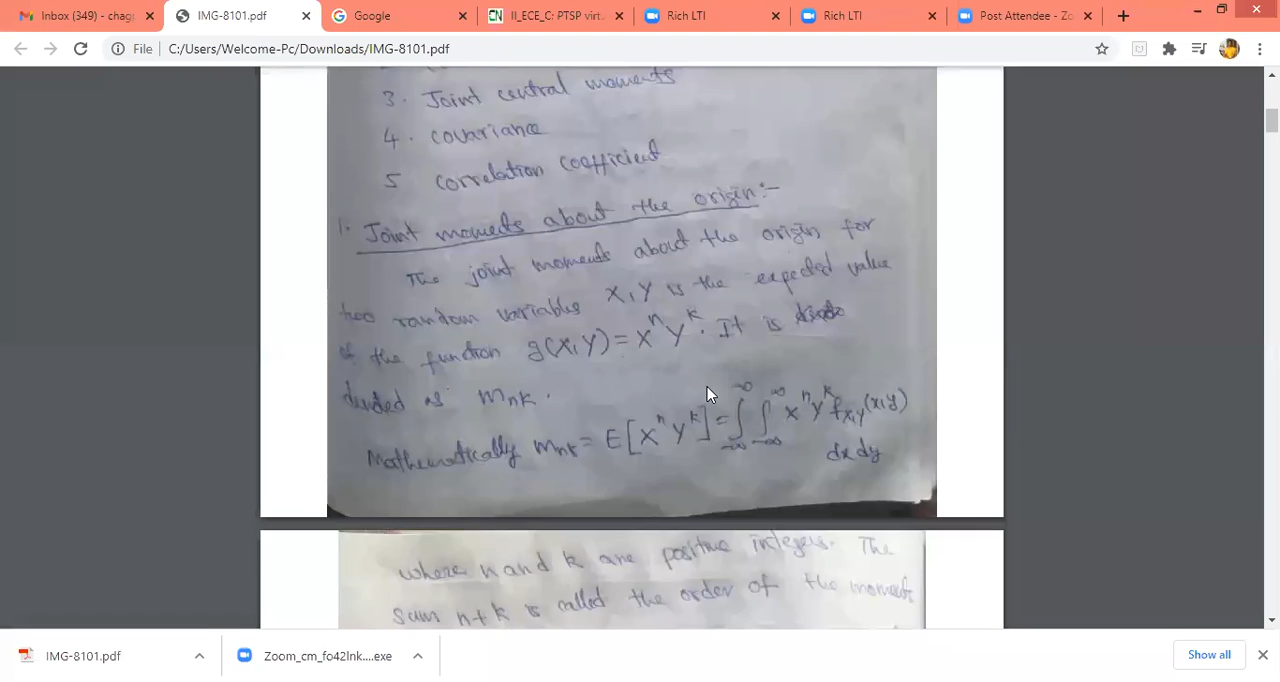 Inbox (349) - chag
IMG-8101.pdf
Google
II_ECE_C: PTSP virt
Rich LTI
Rich LTI
Post Attendee - Zo
File C:/Users/Welcome-Pc/Downloads/IMG-8101.pdf
3. Joint central moments
4. covariance
5 correlation coefficient
1. Joint moments about the origin:-
The joint moments about the origin for
two random variables X, Y is the expected value
of the function g(X, Y) = X^n Y^k. It is
as m_nk.
Mathematically m_nk = E[X^n Y^k] = ∫_-∞^∞ ∫_-∞^∞ x^n y^k f_X,Y (x,y)
dx dy
where n and k are positive integers. The
sum n+k is called the order of the moments
IMG-8101.pdf
Zoom_cm_fo42lnk....exe
Show all